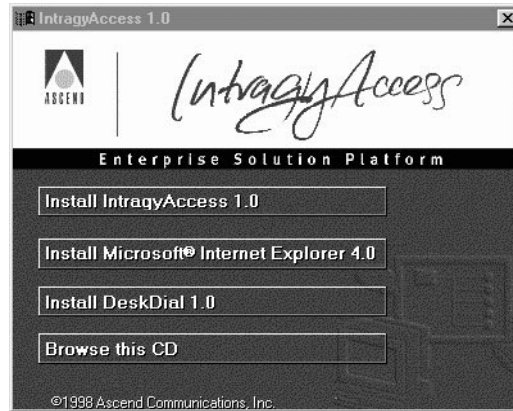 IntragyAccess 1.0
ASCEND
IntragyAccess
Enterprise Solution Platform
Install IntragyAccess 1.0
Install Microsoft® Internet Explorer 4.0
Install DeskDial 1.0
Browse this CD
©1998 Ascend Communications, Inc.